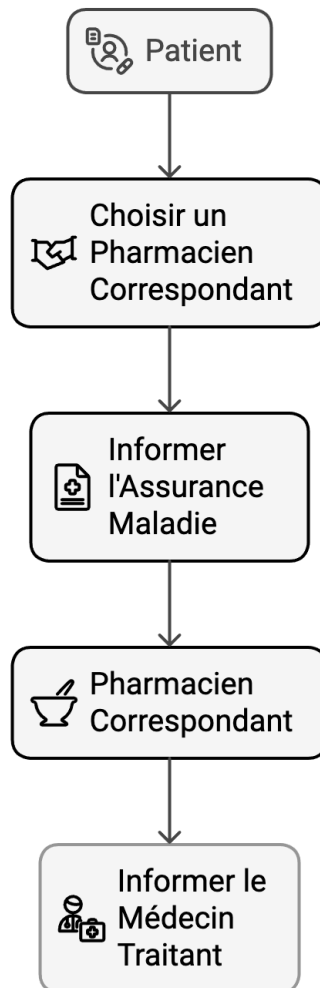 Patient
Choisir un
Pharmacien
Correspondant
Informer
l'Assurance
Maladie
Pharmacien
Correspondant
Informer le
Médecin
Traitant